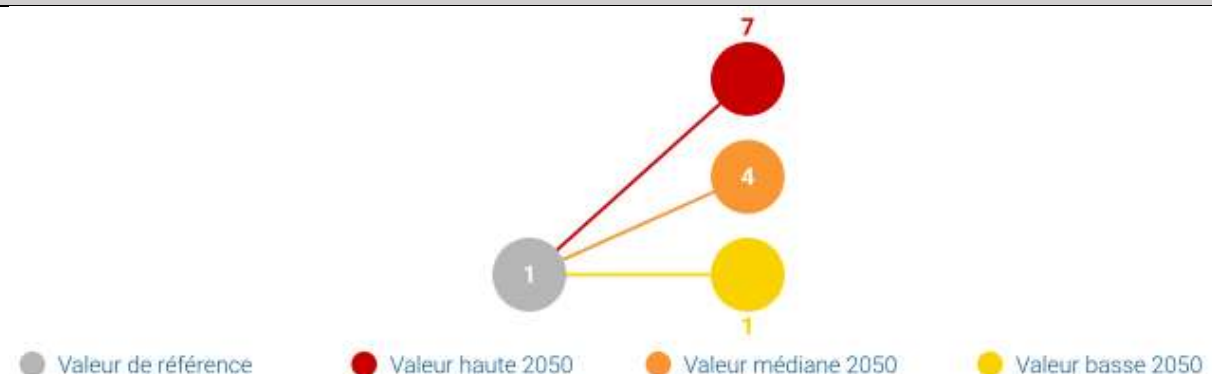 7
4
1
1
Valeur de référence
Valeur haute 2050
Valeur médiane 2050
Valeur basse 2050